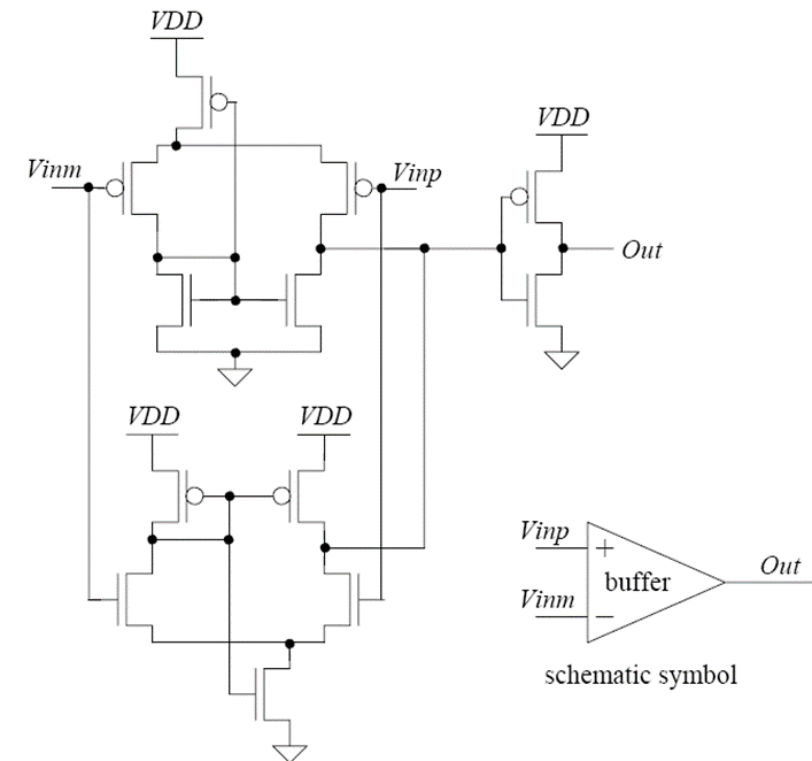 VDD
VDD
Vinm
Vinp
Out
VDD
VDD
Vinp
+
Out
buffer
Vinm
−
schematic symbol